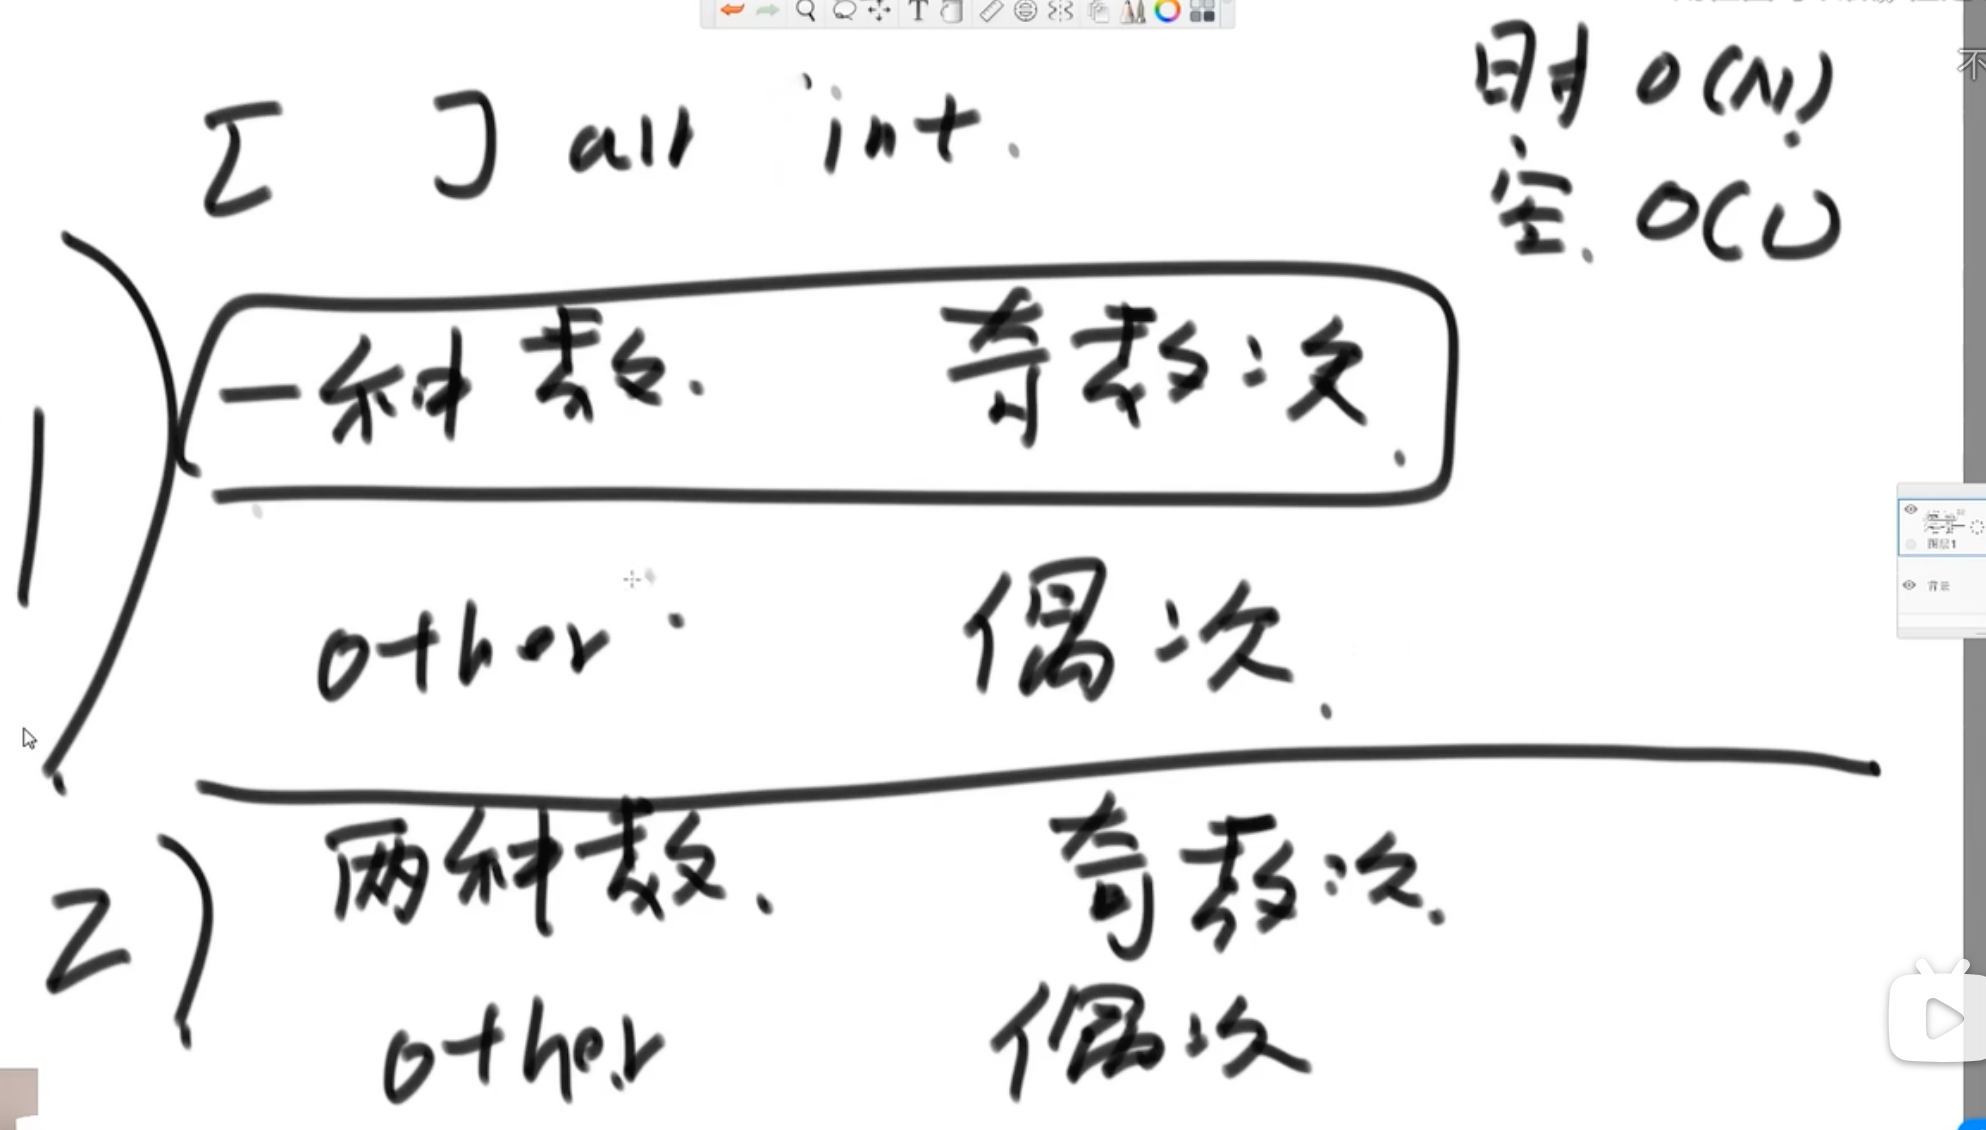 [ ] all int.
时 O(N)
空. O(1)
1)
一种数. 奇数次.
other. 偶次.
2)
两种数. 奇数次.
other 偶次
图层1
背景
不
T